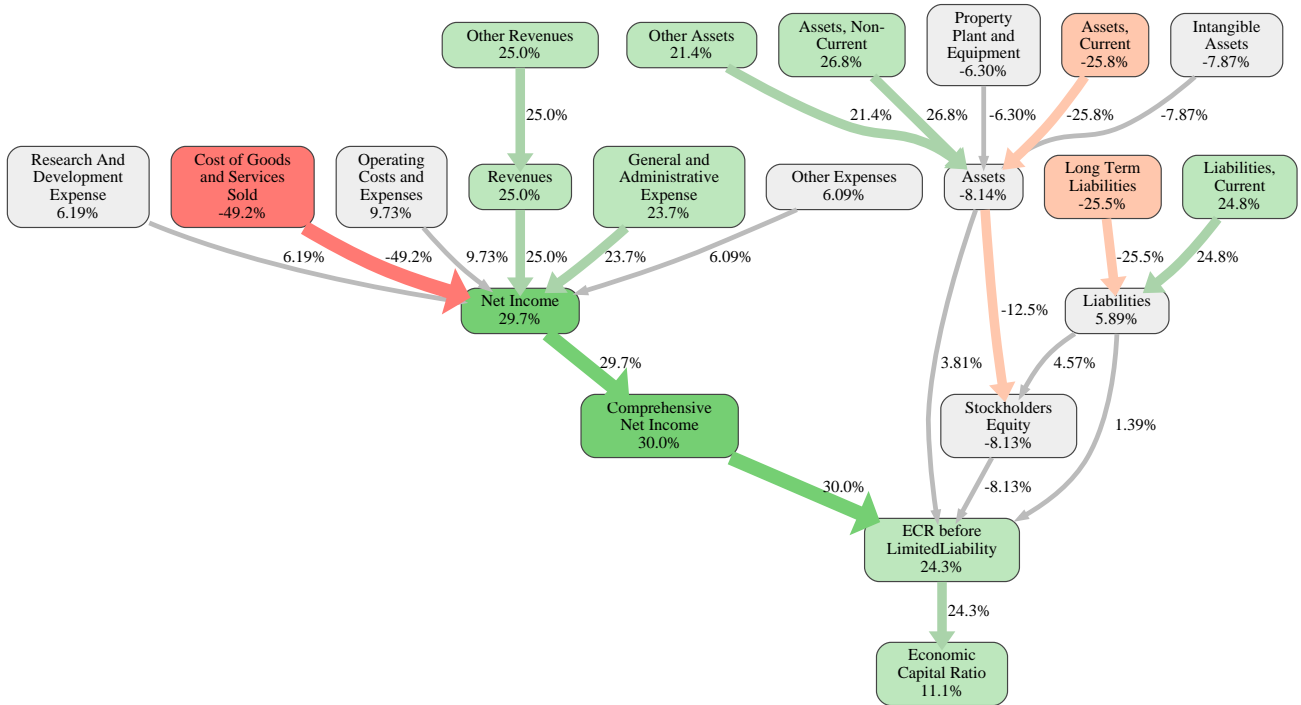 Other Revenues
25.0%
Other Assets
21.4%
Assets, Non-
Current
26.8%
Property
Plant and
Equipment
-6.30%
Assets,
Current
-25.8%
Intangible
Assets
-7.87%
25.0%
21.4%
26.8%
-6.30%
-25.8%
-7.87%
Research And
Development
Expense
6.19%
Cost of Goods
and Services
Sold
-49.2%
Operating
Costs and
Expenses
9.73%
Revenues
25.0%
General and
Administrative
Expense
23.7%
Other Expenses
6.09%
Assets
-8.14%
Long Term
Liabilities
-25.5%
Liabilities,
Current
24.8%
6.19%
-49.2%
9.73%
25.0%
23.7%
6.09%
-25.5%
24.8%
Net Income
29.7%
-12.5%
Liabilities
5.89%
29.7%
3.81%
4.57%
Comprehensive
Net Income
30.0%
Stockholders
Equity
-8.13%
1.39%
30.0%
-8.13%
ECR before
LimitedLiability
24.3%
24.3%
Economic
Capital Ratio
11.1%